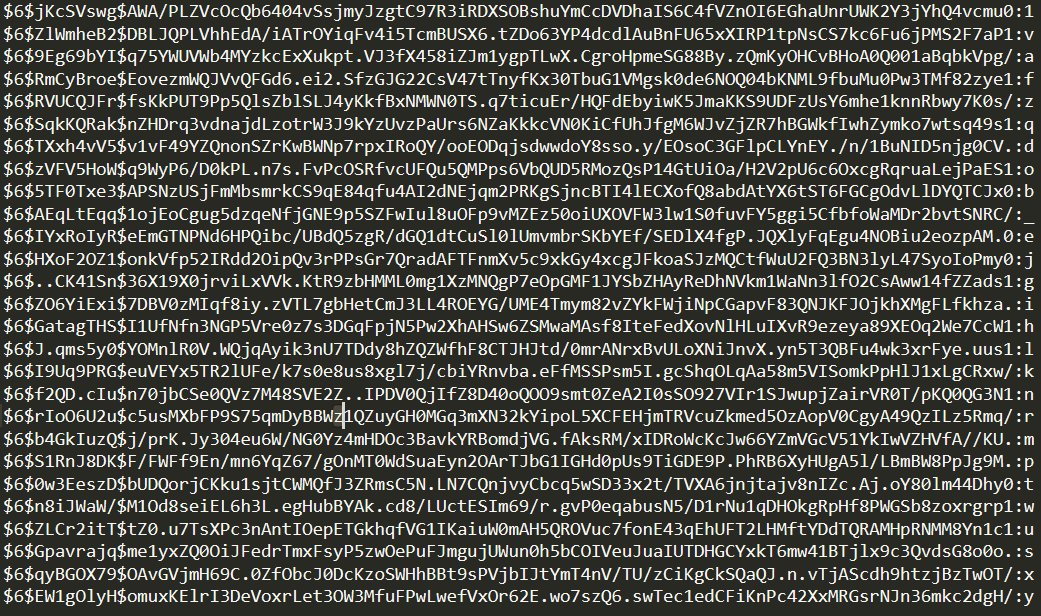 $6$jKcSVswg$AWA/PLZVcOcQb6404vSsjmyJzgtC97R3iRDXSOBshuYmCcDVDhaIS6C4fVZnOI6EGhaUnrUWK2Y3jYhQ4vcmu0:1
$6$ZlWmheB2$DBLJQPLVhhEdA/iATrOYiqFv4i5TcmBUSX6.tZDo63YP4dcdlAuBnFU65xXIRP1tpNsCS7kc6Fu6jPMS2F7aP1:v
$6$9Eg69bYI$q75YWUVWb4MYzkcExXukpt.VJ3fX458iZJm1ygpTLwX.CgroHpmeSG88By.zQmKyOHCvBHoA0Q001aBqbkVpg/:a
$6$RmCyBroe$EovezmWQJVvQFGd6.ei2.SfzGJG22CsV47tTnyfKx30TbuG1VMgsk0de6NOQ04bKNML9fbuMu0Pw3TMf82zye1:f
$6$RVUCQJFr$fsKkPUT9Pp5QlsZblSLJ4yKkfBxNMWN0TS.q7ticuEr/HQFdEbyiwK5JmaKKS9UDFzUsY6mhe1knnRbwy7K0s/:z
$6$SqkKQRak$nZHDrq3vdnajdLzotrW3J9kYzUvzPaUrs6NZaKkkcVN0KiCfUhJfgM6WJvZjZR7hBGWkfIwhZymko7wtsq49s1:q
$6$TXxh4vV5$v1vF49YZQnonSZrKwBWNp7rpxIRoQY/ooEODqjsdwwdoY8sso.y/EOsoC3GFlpCLYnEY./n/1BuNID5njg0CV.:d
$6$zVFV5HoW$q9WyP6/D0kPL.n7s.FvPcOSRfvcUFQu5QMPps6VbQUD5RMozQsP14GtUiOa/H2V2pU6c6OxcgRqruaLejPaES1:o
$6$5TF0Txe3$APSNzUSjFmMbsmrkCS9qE84qfu4AI2dNEjqm2PRKgSjncBTI4lECXofQ8abdAtYX6tST6FGCgOdvLlDYQTCJx0:b
$6$AEqLtEqq$1ojEoCgug5dzqeNfjGNE9p5SZFwIul8uOFp9vMZEz50oiUXOVFW3lw1S0fuvFY5ggi5CfbfoWaMDr2bvtSNRC/:_
$6$IYxRoIyR$eEmGTNPNd6HPQibc/UBdQ5zgR/dGQ1dtCuSl0lUmvmbrSKbYEf/SEDlX4fgP.JQXlyFqEgu4NOBiu2eozpAM.0:e
$6$HXoF2OZ1$onkVfp52IRdd2OipQv3rPPsGr7QradAFTFnmXv5c9xkGy4xcgJFkoaSJzMQCtfWuU2FQ3BN3lyL47SyoIoPmy0:j
$6$..CK41Sn$36X19X0jrviLxVVk.KtR9zbHMML0mg1XzMNQgP7eOpGMF1JYSbZHAyReDhNVkm1WaNn3lfO2CsAww14fZZads1:g
$6$ZO6YiExi$7DBV0zMIqf8iy.zVTL7gbHetCmJ3LL4ROEYG/UME4Tmym82vZYkFWjiNpCGapvF83QNJKFJOjkhXMgFLfkhza.:i
$6$GatagTHS$I1UfNfn3NGP5Vre0z7s3DGqFpjN5Pw2XhAHSw6ZSMwaMAsf8IteFedXovNlHLuIXvR9ezeya89XEOq2We7CcW1:h
$6$J.qms5y0$YOMnlR0V.WQjqAyik3nU7TDdy8hZQZWfhF8CTJHJtd/0mrANrxBvULoXNiJnvX.yn5T3QBFu4wk3xrFye.uus1:l
$6$I9Uq9PRG$euVEYx5TR2lUFe/k7s0e8us8xgl7j/cbiYRnvba.eFfMSSPsm5I.gcShqOLqAa58m5VISomkPpHlJ1xLgCRxw/:k
$6$f2QD.cIu$n70jbCSe0QVz7M48SVE2Z..IPDV0QjIfZ8D40oQOO9smt0ZeA2I0sSO927VIr1SJwupjZairVR0T/pKQ0QG3N1:n
$6$rIoO6U2u$c5usMXbFP9S75qmDyBBWz1QZuyGH0MGq3mXN32kYipoL5XCFEHjmTRVcuZkmed5OzAopV0CgyA49QzILz5Rmq/:r
$6$b4GkIuzQ$j/prK.Jy304eu6W/NG0Yz4mHDOc3BavkYRBomdjVG.fAksRM/xIDRoWcKcJw66YZmVGcV51YkIwVZHVfA//KU.:m
$6$S1RnJ8DK$F/FWFf9En/mn6YqZ67/gOnMT0WdSuaEyn2OArTJbG1IGHd0pUs9TiGDE9P.PhRB6XyHUgA5l/LBmBW8PpJg9M.:p
$6$0w3EeszD$bUDQorjCKku1sjtCWMQfJ3ZRmsC5N.LN7CQnjvyCbcq5wSD33x2t/TVXA6jnjtajv8nIZc.Aj.oY80lm44Dhy0:t
$6$n8iJWaW/$M1Od8seiEL6h3L.egHubBYAk.cd8/LUctESIm69/r.gvP0eqabusN5/D1rNu1qDHOkgRpHf8PWGSb8zoxrgrp1:w
$6$ZLCr2itT$tZ0.u7TsXPc3nAntIOepETGkhqfVG1IKaiuW0mAH5QROVuc7fonE43qEhUFT2LHMftYDdTQRAMHpRNMM8Yn1c1:u
$6$Gpavrajq$me1yxZQ0OiJFedrTmxFsyP5zwOePuFJmgujUWun0h5bCOIVeuJuaIUTDHGCYxkT6mw41BTjlx9c3QvdsG8o0o.:s
$6$qyBGOX79$OAvGVjmH69C.0ZfObcJ0DcKzoSWHhBBt9sPVjbIJtYmT4nV/TU/zCiKgCkSQaQJ.n.vTjAScdh9htzjBzTwOT/:x
$6$EW1gOlyH$omuxKElrI3DeVoxrLet3OW3MfuFPwLwefVxOr62E.wo7szQ6.swTec1edCFiKnPc42XxMRGsrNJn36mkc2dgH/:y